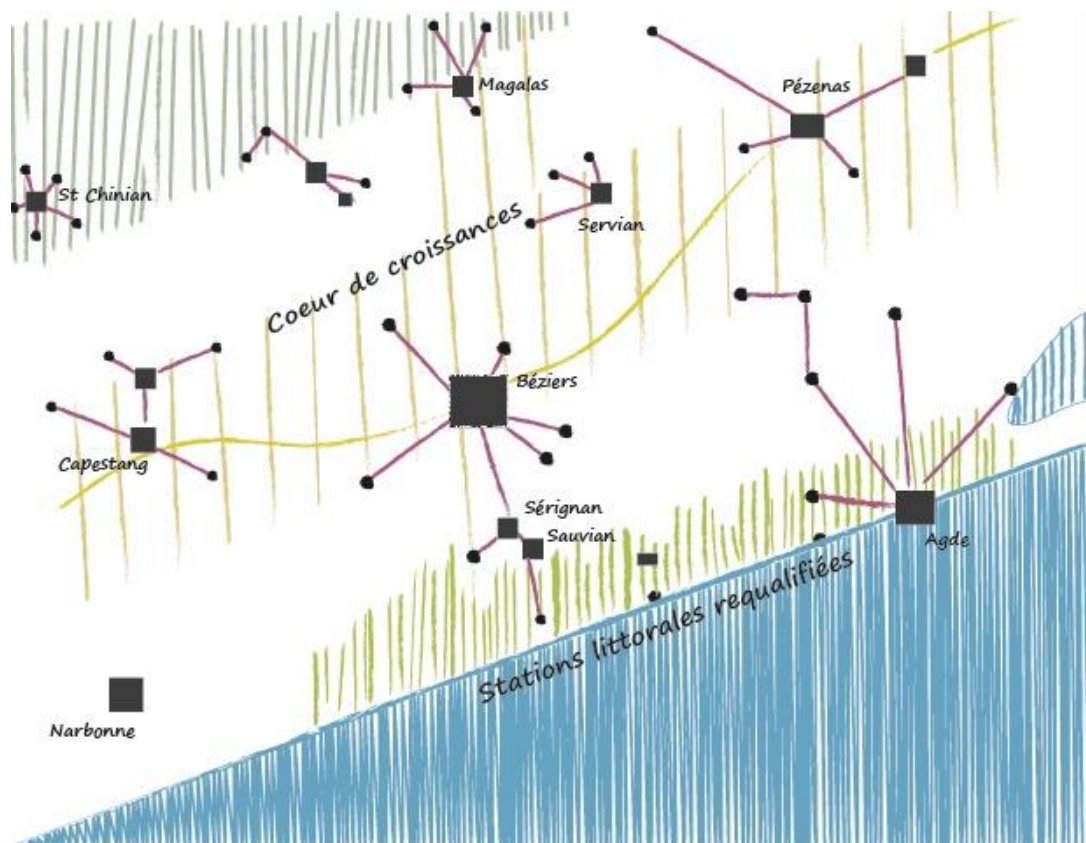 Magalas
Pézenas
St Chinian
Servian
Coeur de croissances
Béziers
Capestang
Sérignan
Sauvian
Agde
Stations littorales requalifiées
Narbonne